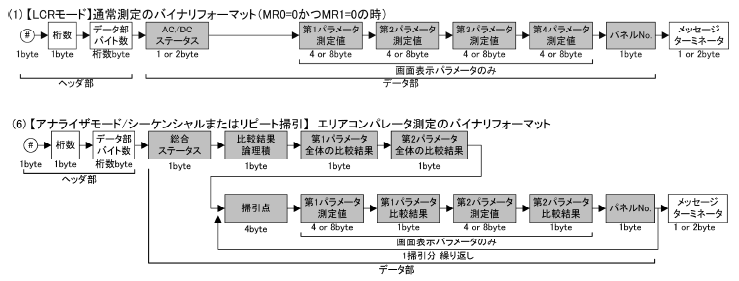 (1)【LCRモード】通常測定のバイナリフォーマット(MR0=0かつMR1=0の時)
# 桁数 データ部 バイト数 AC/DC ステータス 第1パラメータ 測定値 第2パラメータ 測定値 第3パラメータ 測定値 第4パラメータ 測定値 パネルNo. メッセージ ターミネータ
1byte 1byte 桁数byte 1 or 2byte 4 or 8byte 4 or 8byte 4 or 8byte 4 or 8byte 1byte 1 or 2byte
画面表示パラメータのみ
ヘッダ部 データ部
(6)【アナライザモード/シーケンシャルまたはリピート掃引】 エリアコンパレータ測定のバイナリフォーマット
# 桁数 データ部 バイト数 総合 ステータス 比較結果 論理積 第1パラメータ 全体の比較結果 第2パラメータ 全体の比較結果
1byte 1byte 桁数byte 1byte 1byte 1byte 1byte
ヘッダ部
掃引点 第1パラメータ 測定値 第1パラメータ 比較結果 第2パラメータ 測定値 第2パラメータ 比較結果 パネルNo. メッセージ ターミネータ
4byte 4 or 8byte 1byte 4 or 8byte 1byte 1byte 1 or 2byte
画面表示パラメータのみ
1掃引分 繰り返し
データ部